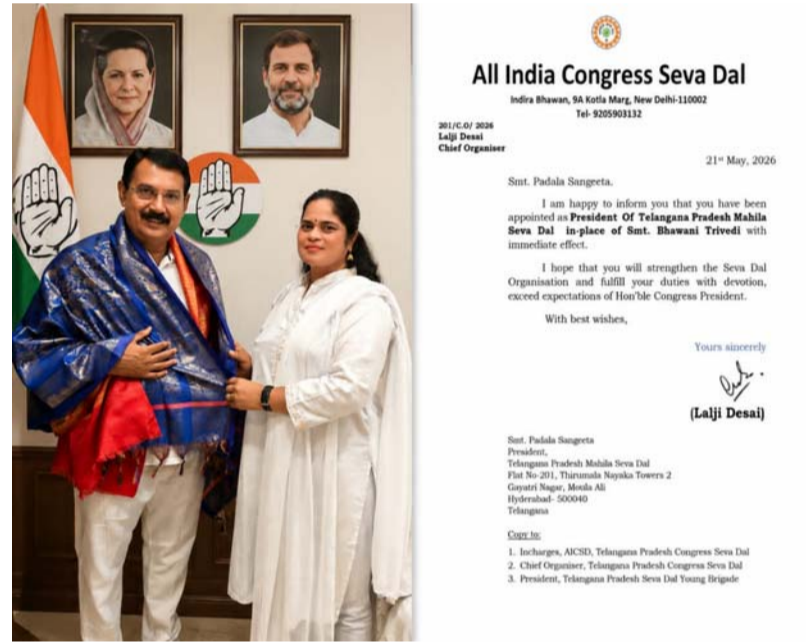 All India Congress Seva Dal
Indira Bhawan, 9A Kotla Marg, New Delhi-110002
Tel- 9205903132
201/C.O/ 2026
Lalji Desai
Chief Organiser
21st May, 2026
Smt. Padala Sangeeta.
I am happy to inform you that you have been
appointed as President Of Telangana Pradesh Mahila
Seva Dal in-place of Smt. Bhawani Trivedi with
immediate effect.
I hope that you will strengthen the Seva Dal
Organisation and fulfill your duties with devotion,
exceed expectations of Hon'ble Congress President.
With best wishes,
Yours sincerely
(Lalji Desai)
Smt. Padala Sangeeta
President,
Telangana Pradesh Mahila Seva Dal
Flat No-201, Thirumala Nayaka Towers 2
Gayatri Nagar, Moula Ali
Hyderabad- 500040
Telangana
Copy to:
1. Incharges, AICSD, Telangana Pradesh Congress Seva Dal
2. Chief Organiser, Telangana Pradesh Congress Seva Dal
3. President, Telangana Pradesh Seva Dal Young Brigade